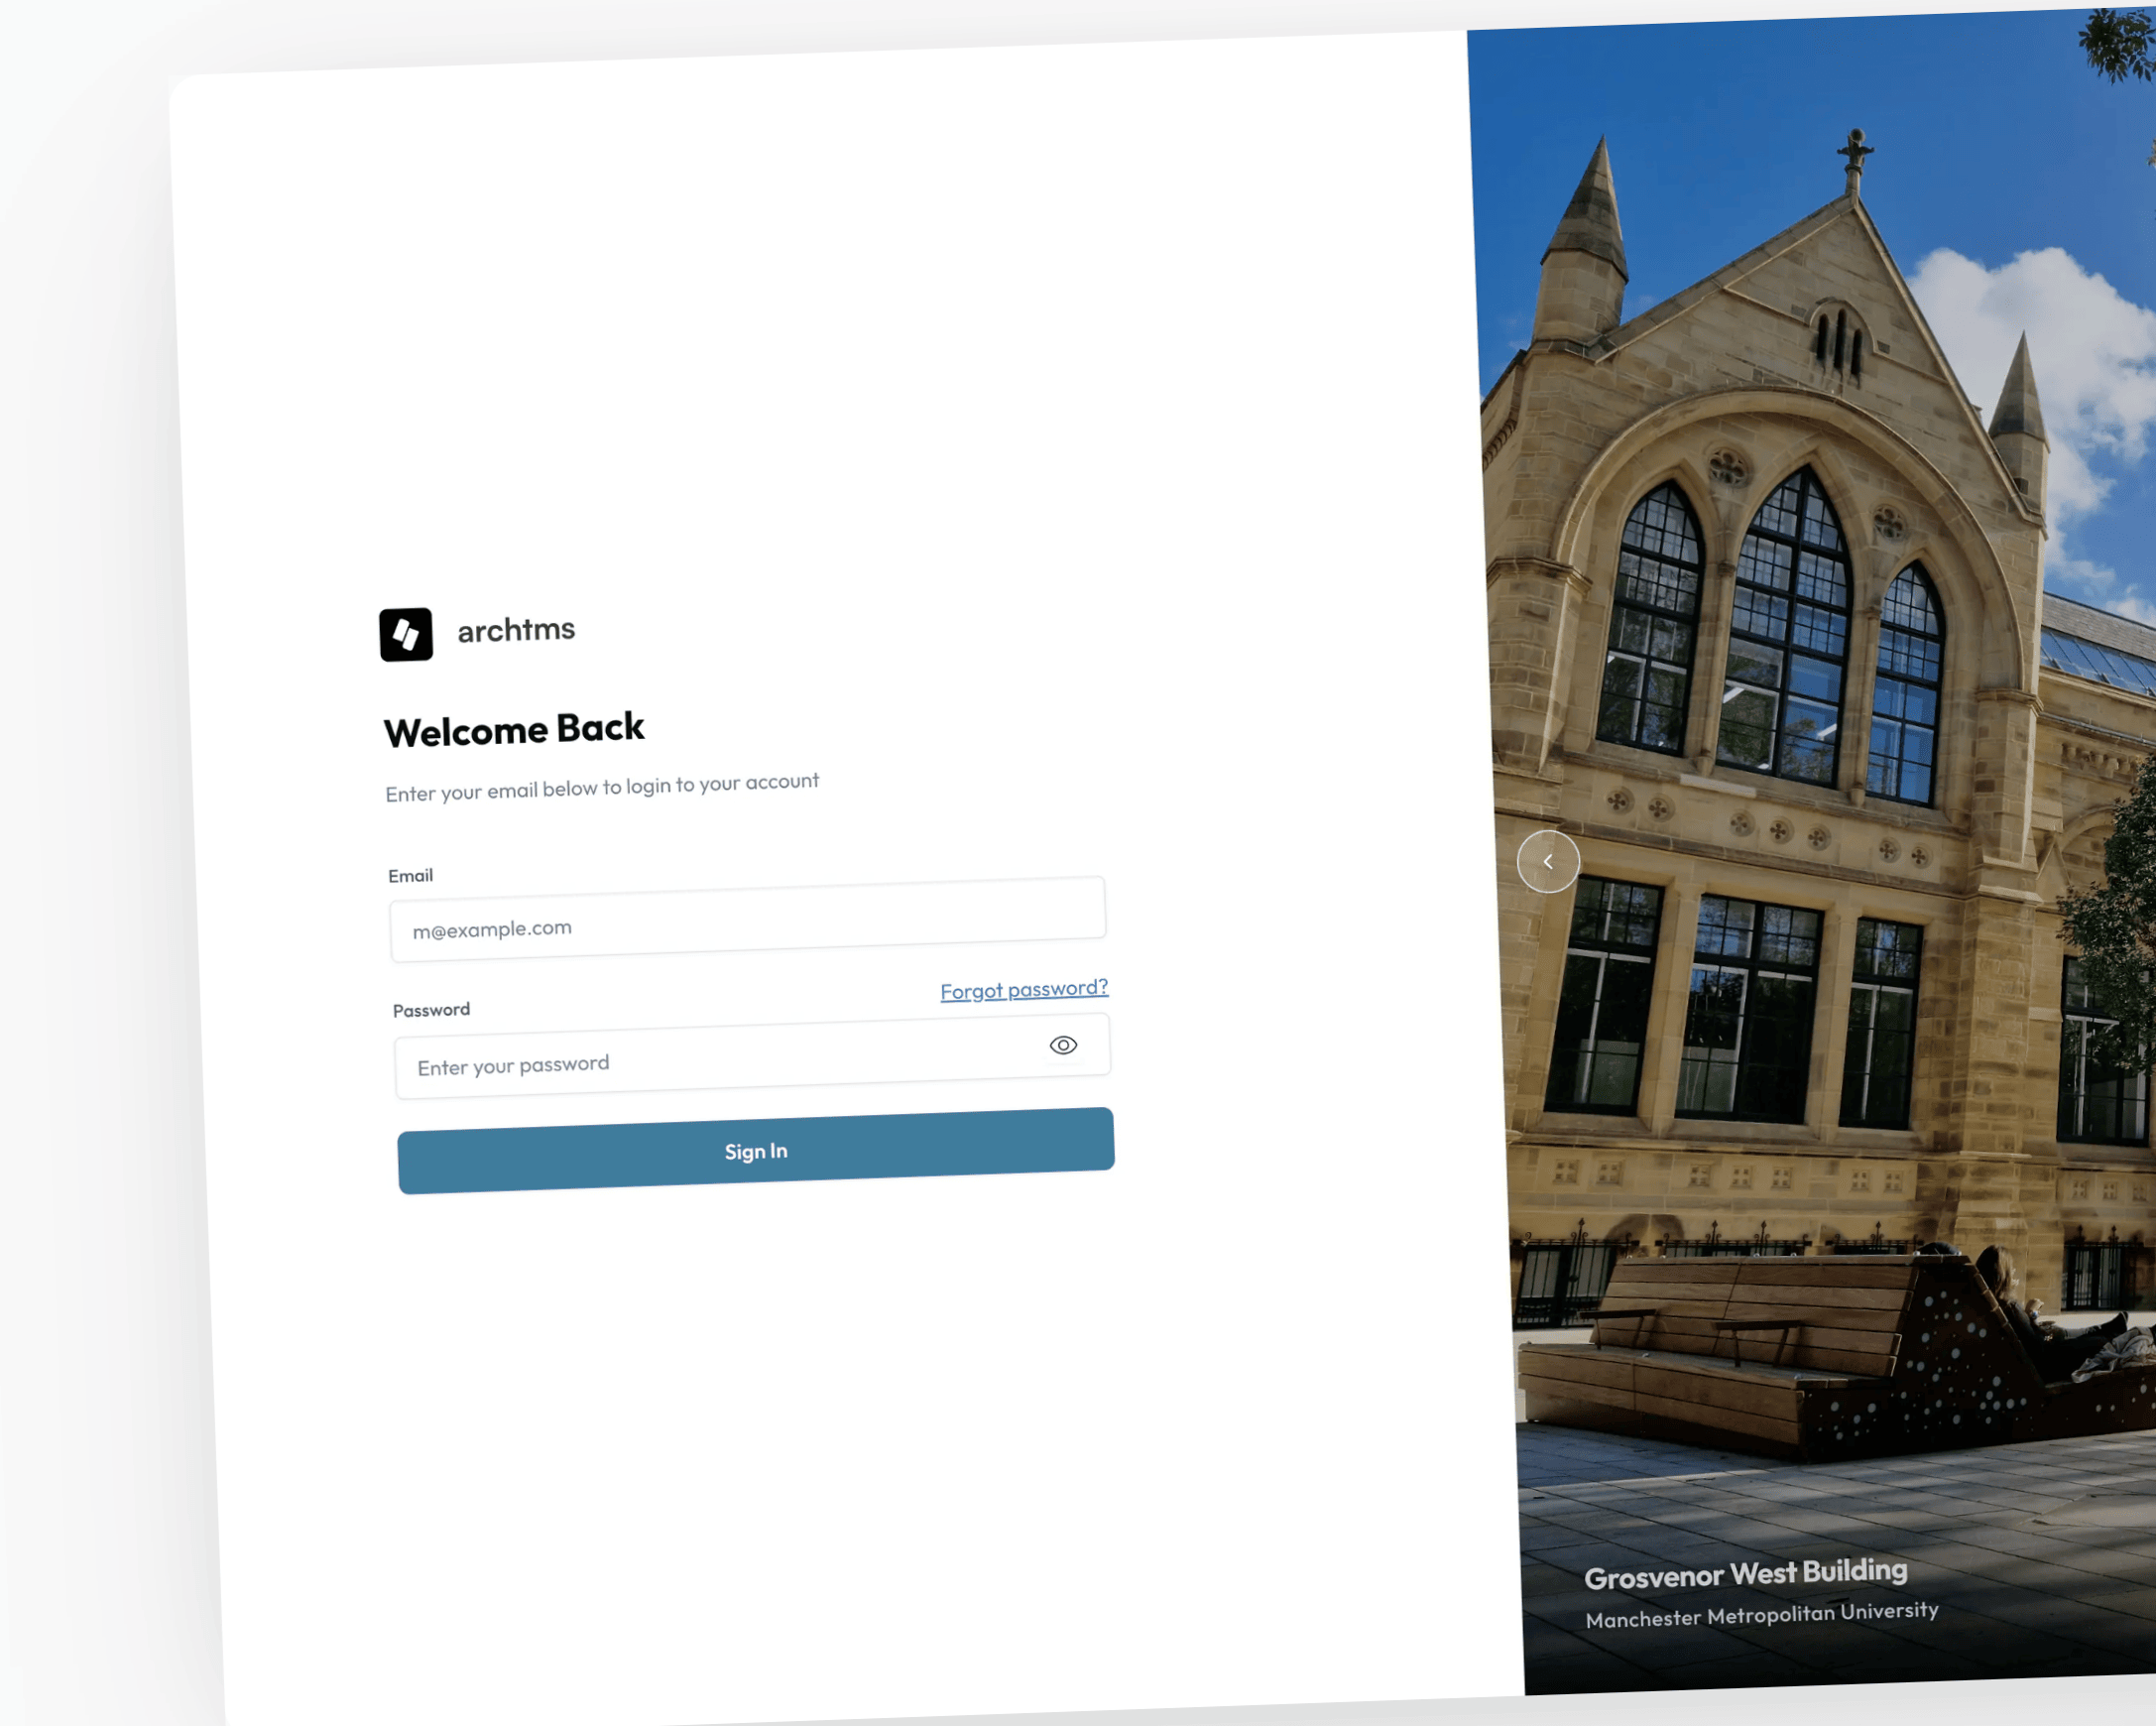 archtms
Welcome Back
Enter your email below to login to your account
Email
m@example.com
Password
Forgot password?
Enter your password
Sign In
Grosvenor West Building
Manchester Metropolitan University